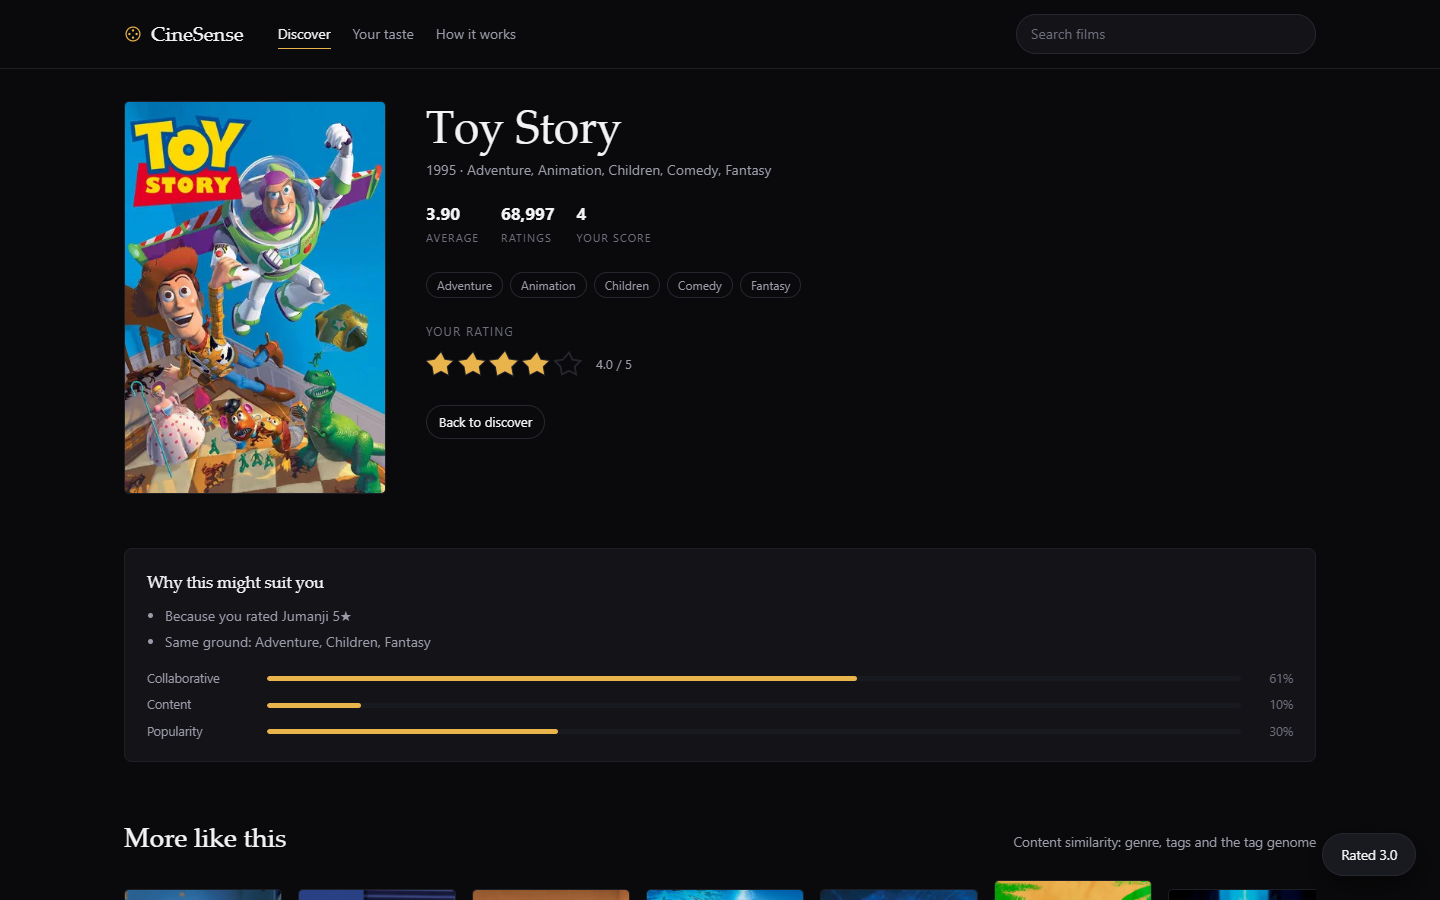 CineSense
Discover
Your taste
How it works
Search films
TOY
STORY
Toy Story
1995 · Adventure, Animation, Children, Comedy, Fantasy
3.90 68,997 4
AVERAGE RATINGS YOUR SCORE
Adventure Animation Children Comedy Fantasy
YOUR RATING
4.0 / 5
Back to discover
Why this might suit you
• Because you rated Jumanji 5★
• Same ground: Adventure, Children, Fantasy
Collaborative 61%
Content 10%
Popularity 30%
More like this
Content similarity: genre, tags and the tag genome
Rated 3.0